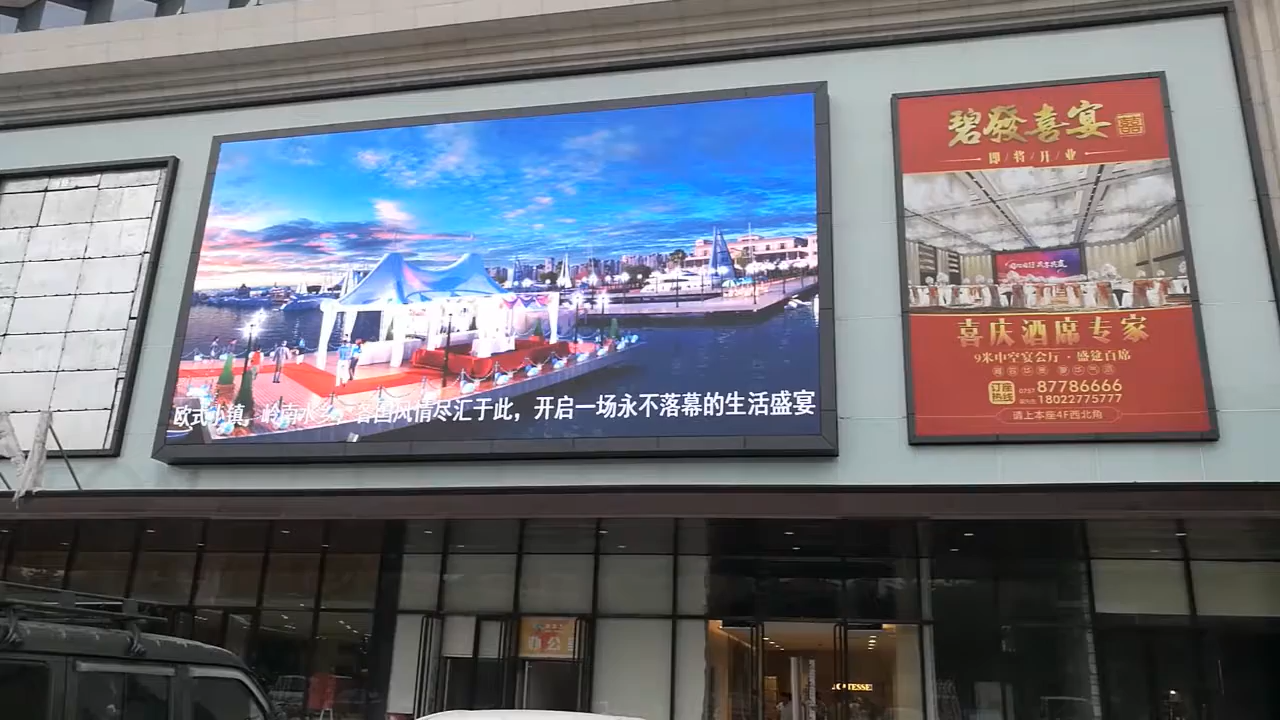 欧式小镇，岭南水乡，各国风情尽汇于此，开启一场永不落幕的生活盛宴
碧發喜宴 囍
即/将/开/业
喜庆酒席专家
9米中空宴会厅·盛筵百席
订座热线 0757 87786666
18022775777
请上本座4F西北角